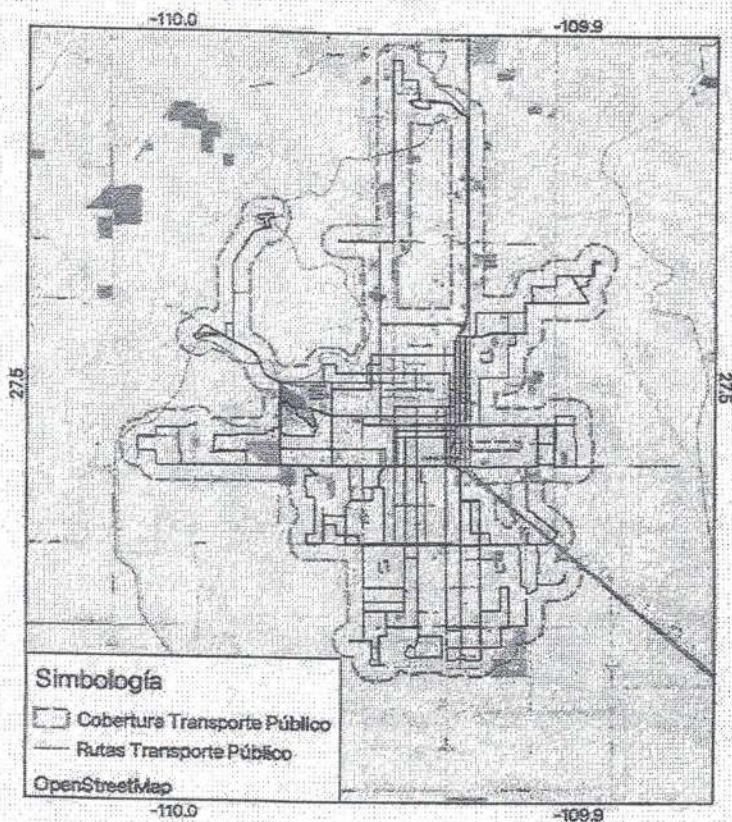 -110.0 -109.9
27.5 27.5
Simbología
Cobertura Transporte Público
Rutas Transporte Público
OpenStreetMap
-110.0 -109.9